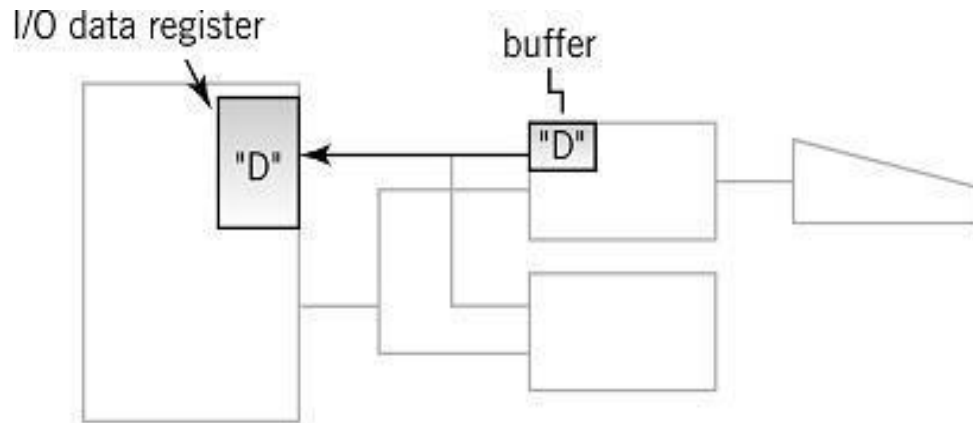 I/O data register
buffer
"D"
"D"